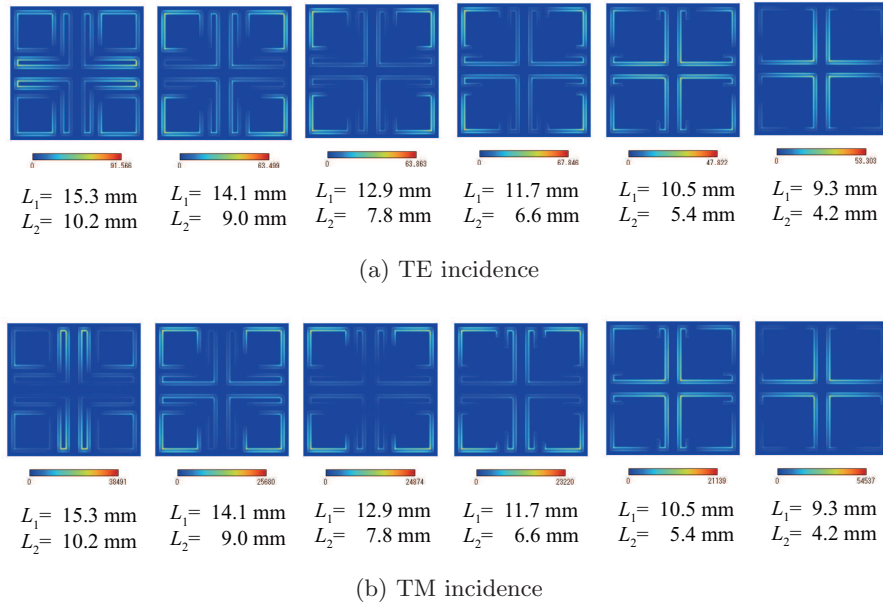 0 91.566 0 63.499 0 63.863 0 67.846 0 47.822 0 53.303
L1= 15.3 mm L1= 14.1 mm L1= 12.9 mm L1= 11.7 mm L1= 10.5 mm L1= 9.3 mm
L2= 10.2 mm L2= 9.0 mm L2= 7.8 mm L2= 6.6 mm L2= 5.4 mm L2= 4.2 mm
(a) TE incidence
0 38491 0 25680 0 24874 0 23220 0 21139 0 54537
L1= 15.3 mm L1= 14.1 mm L1= 12.9 mm L1= 11.7 mm L1= 10.5 mm L1= 9.3 mm
L2= 10.2 mm L2= 9.0 mm L2= 7.8 mm L2= 6.6 mm L2= 5.4 mm L2= 4.2 mm
(b) TM incidence